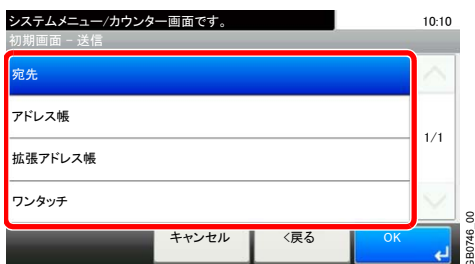 システムメニュー/カウンター画面です。 10:10
初期画面 - 送信
宛先
アドレス帳
1/1
拡張アドレス帳
ワンタッチ
キャンセル <戻る OK
GB0746_00